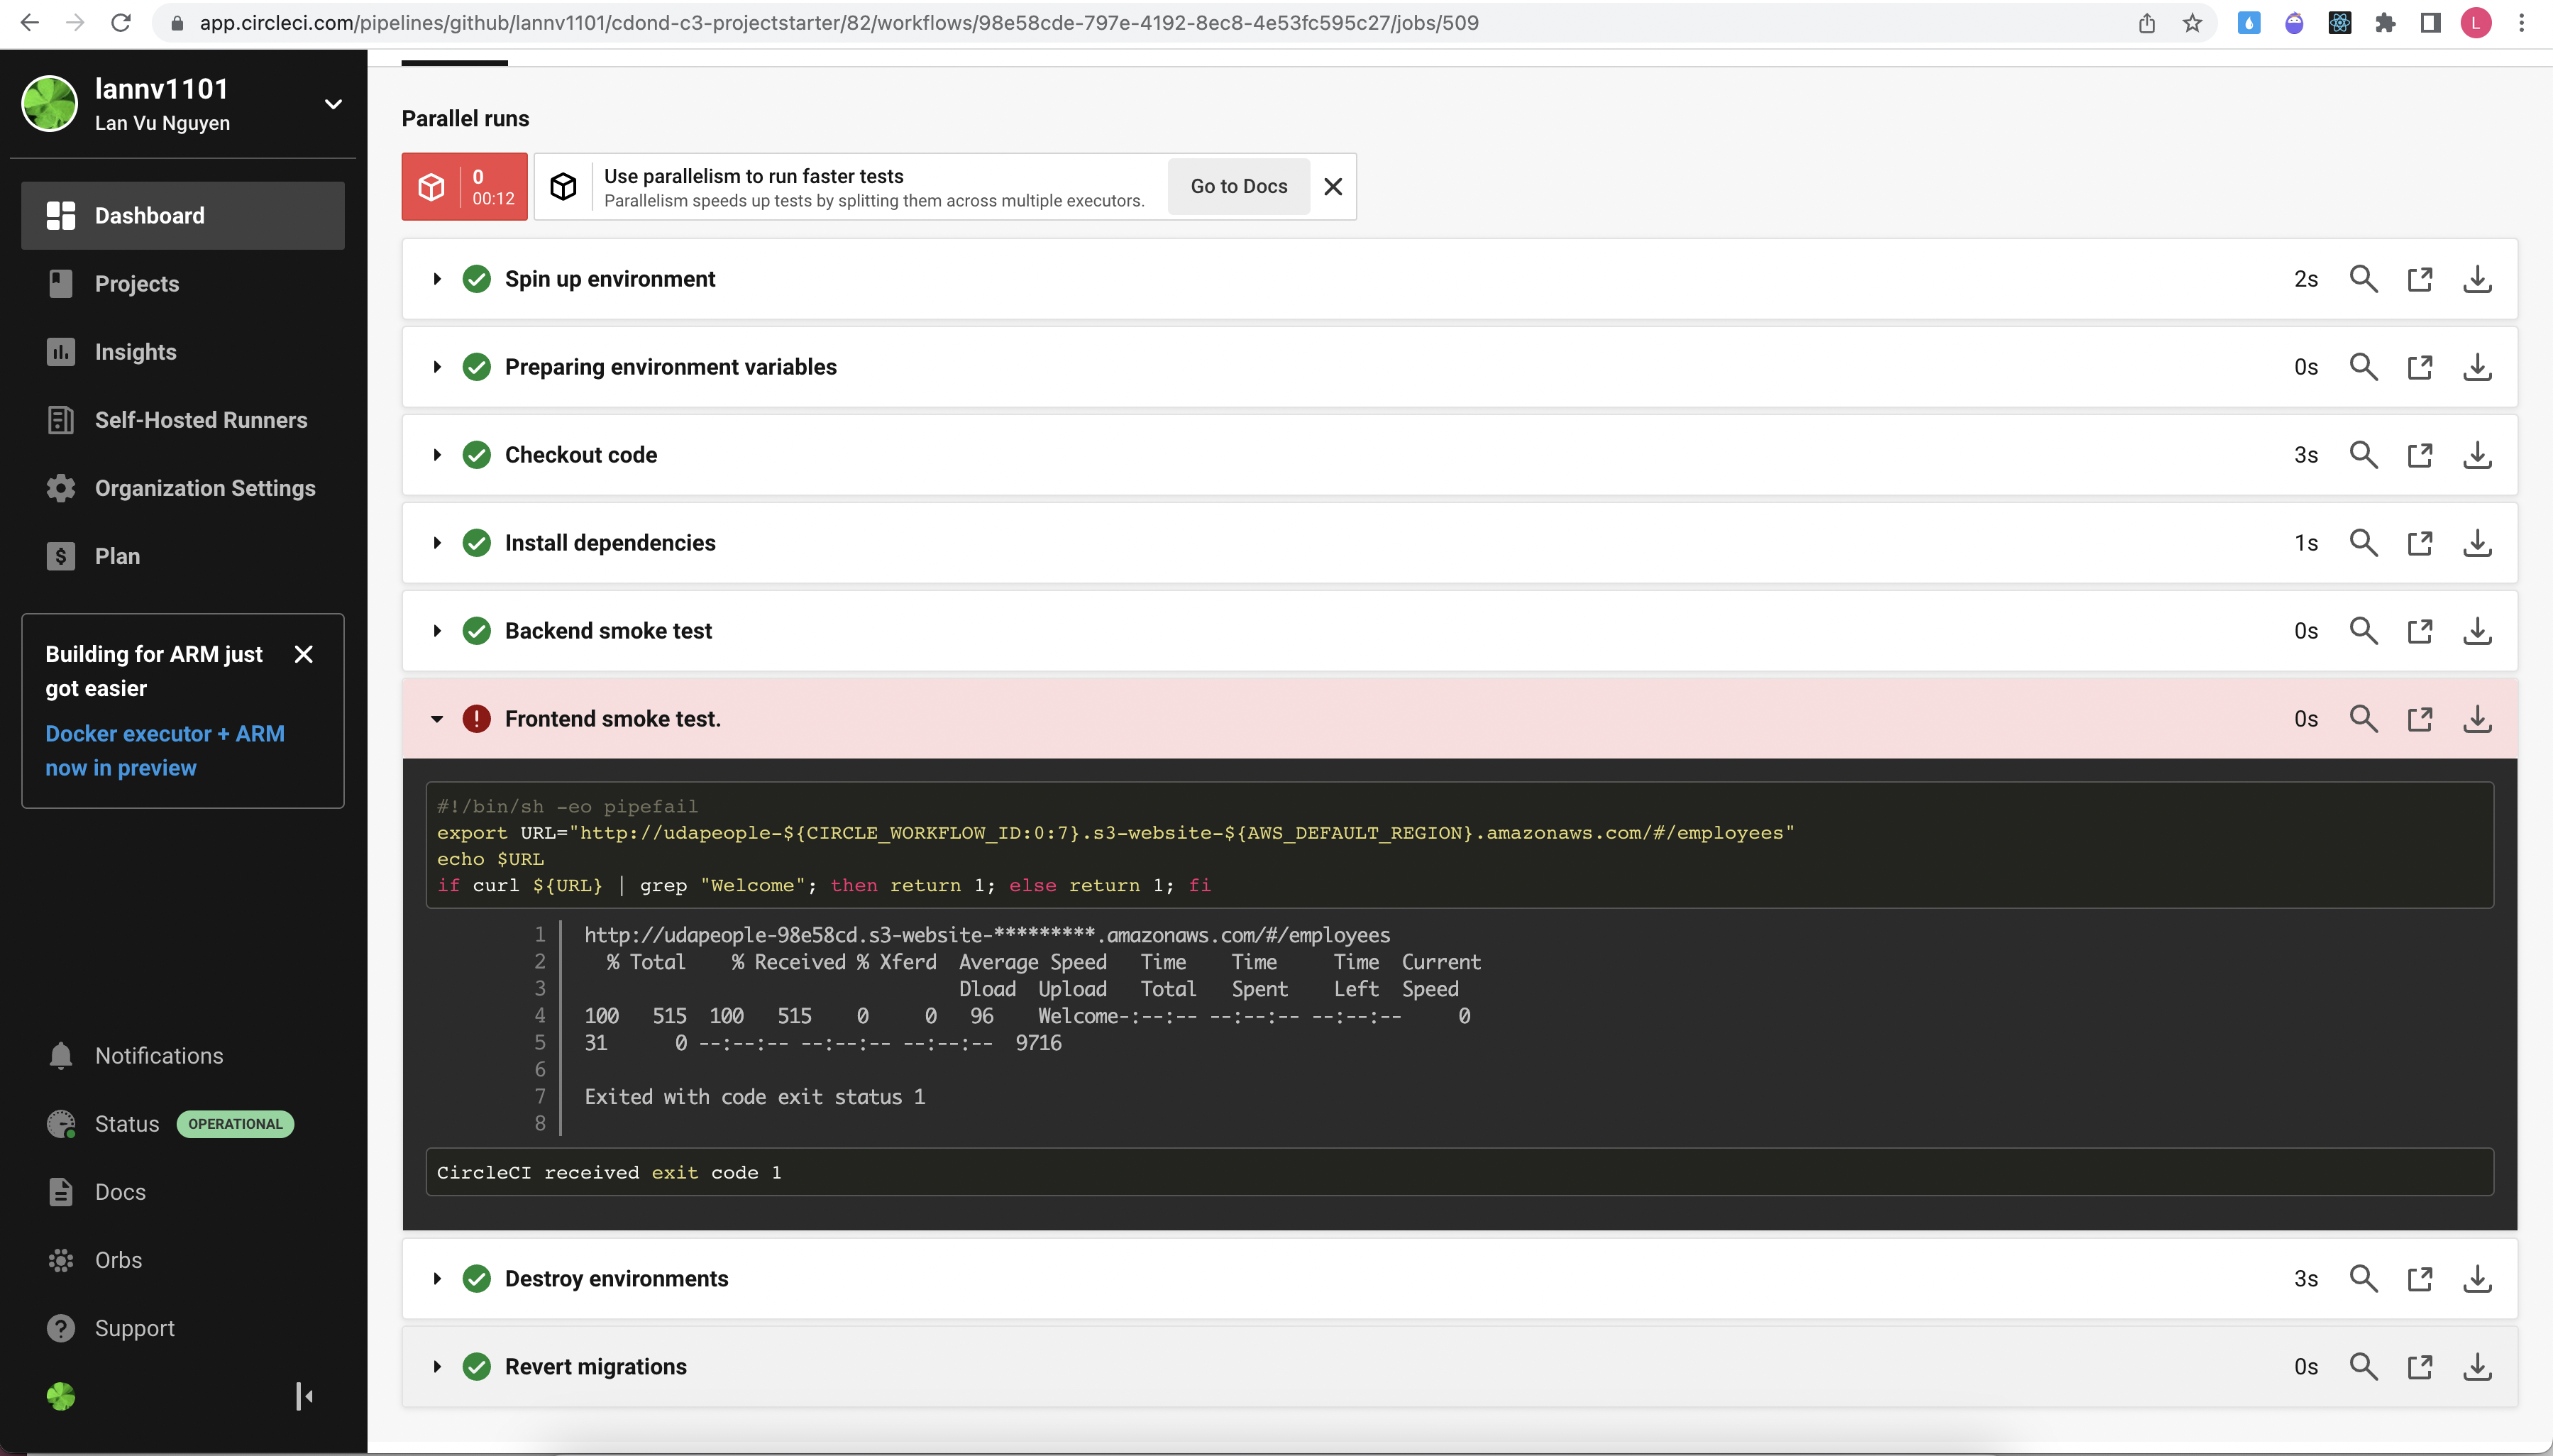 app.circleci.com/pipelines/github/lannv1101/cdond-c3-projectstarter/82/workflows/98e58cde-797e-4192-8ec8-4e53fc595c27/jobs/509
L
lannv1101
Lan Vu Nguyen
Dashboard
Projects
Insights
Self-Hosted Runners
Organization Settings
Plan
Building for ARM just
got easier
Docker executor + ARM
now in preview
Notifications
Status OPERATIONAL
Docs
Orbs
Support
Parallel runs
0
00:12
Use parallelism to run faster tests
Parallelism speeds up tests by splitting them across multiple executors.
Go to Docs
Spin up environment 2s
Preparing environment variables 0s
Checkout code 3s
Install dependencies 1s
Backend smoke test 0s
Frontend smoke test. 0s
#!/bin/sh -eo pipefail
export URL="http://udapeople-${CIRCLE_WORKFLOW_ID:0:7}.s3-website-${AWS_DEFAULT_REGION}.amazonaws.com/#/employees"
echo $URL
if curl ${URL} | grep "Welcome"; then return 1; else return 1; fi
1 http://udapeople-98e58cd.s3-website-*********.amazonaws.com/#/employees
2 % Total % Received % Xferd Average Speed Time Time Time Current
3 Dload Upload Total Spent Left Speed
4 100 515 100 515 0 0 96 Welcome-:--:-- --:--:-- --:--:-- 0
5 31 0 --:--:-- --:--:-- --:--:-- 9716
6
7 Exited with code exit status 1
8
CircleCI received exit code 1
Destroy environments 3s
Revert migrations 0s